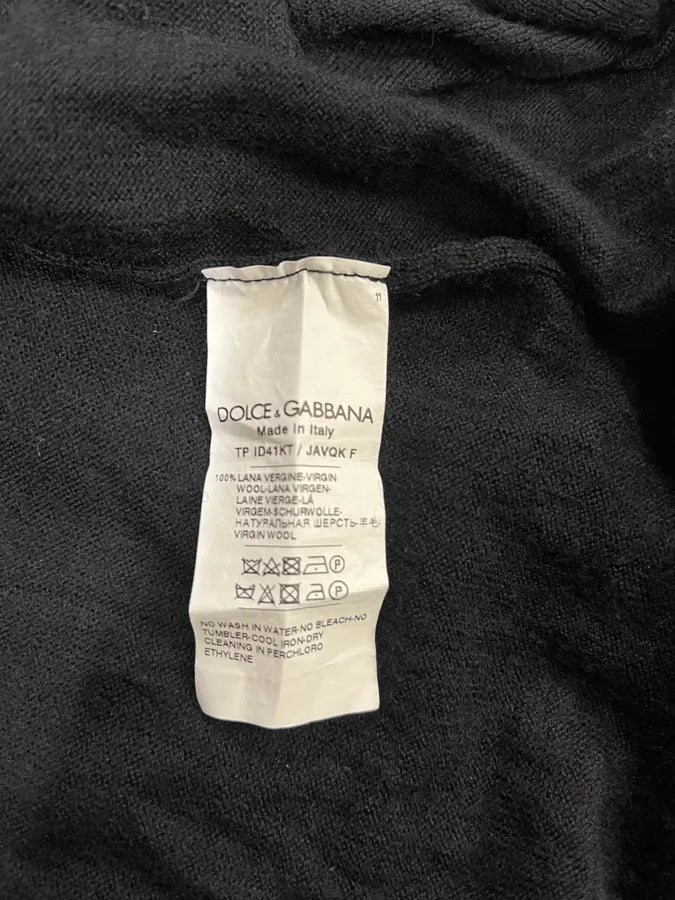 11
DOLCE & GABBANA
Made in Italy
TP ID41KT / JAVQK F
100% LANA VERGINE-VIRGIN
WOOL-LANA VIRGEN-
LAINE VIERGE-LÃ
VIRGEM-SCHURWOLLE-
НАТУРАЛЬНАЯ ШЕРСТЬ-羊毛-
VIRGIN WOOL
P
P
NO WASH IN WATER-NO BLEACH-NO
TUMBLER-COOL IRON-DRY
CLEANING IN PERCHLORO
ETHYLENE